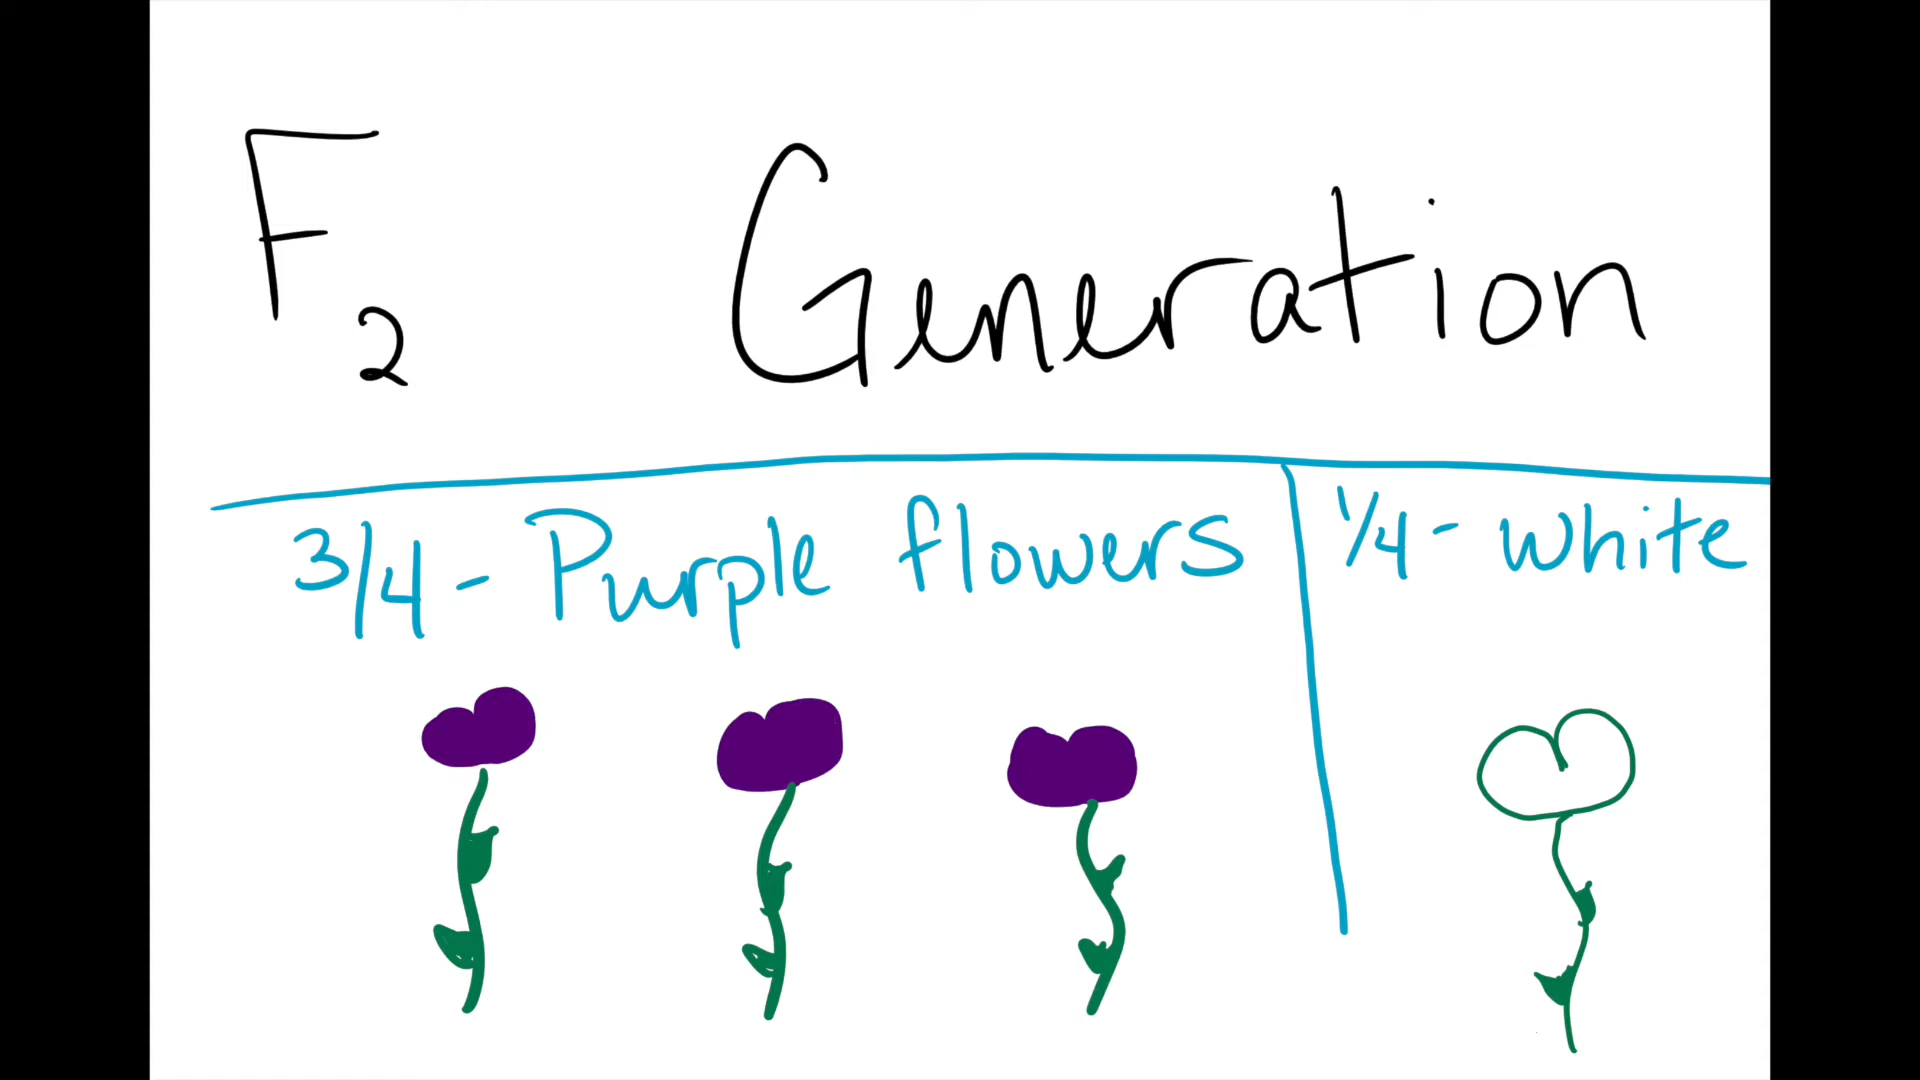 F2 Generation
3/4 - Purple flowers
1/4 - White